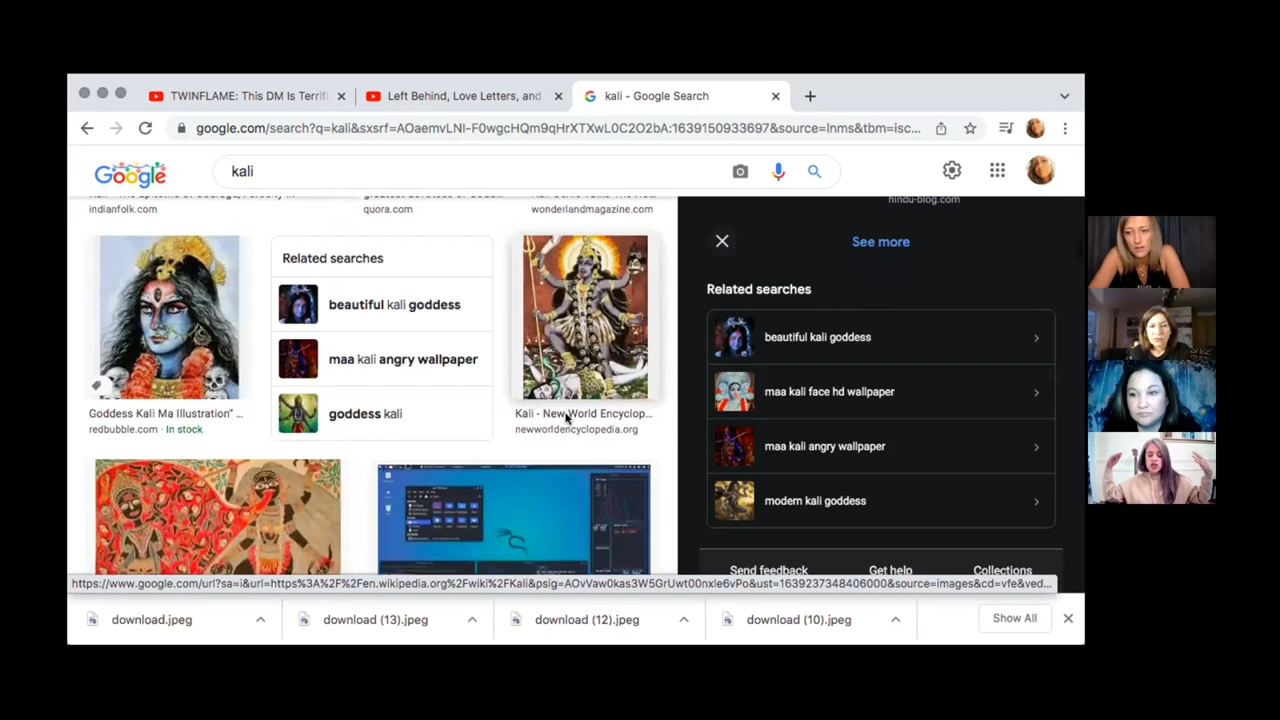 TWINFLAME: This DM Is Terrifi
Left Behind, Love Letters, and
kali - Google Search
google.com/search?q=kali&sxsrf=AOaemvLNI-F0wgcHQm9qHrXTXwL0C2O2bA:1639150933697&source=lnms&tbm=isc...
Google
kali
indianfolk.com
quora.com
wonderlandmagazine.com
hindu-blog.com
See more
Related searches
beautiful kali goddess
maa kali angry wallpaper
goddess kali
Goddess Kali Ma Illustration" ...
redbubble.com · In stock
Kali - New World Encyclop...
newworldencyclopedia.org
Related searches
beautiful kali goddess
maa kali face hd wallpaper
maa kali angry wallpaper
modern kali goddess
Send feedback
Get help
Collections
https://www.google.com/url?sa=i&url=https%3A%2F%2Fen.wikipedia.org%2Fwiki%2FKali&psig=AOvVaw0kas3W5GrUwt00nxle6vPo&ust=1639237348406000&source=images&cd=vfe&ved...
download.jpeg
download (13).jpeg
download (12).jpeg
download (10).jpeg
Show All